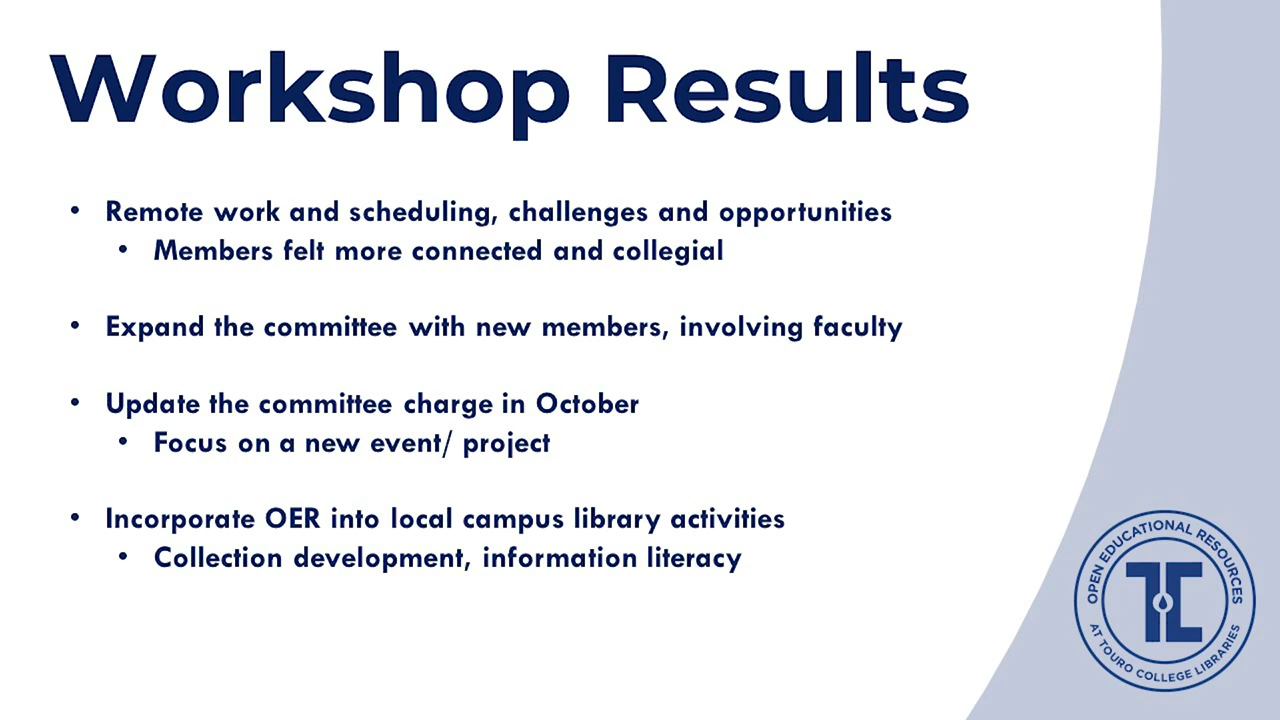 Workshop Results
• Remote work and scheduling, challenges and opportunities
• Members felt more connected and collegial
• Expand the committee with new members, involving faculty
• Update the committee charge in October
• Focus on a new event/ project
• Incorporate OER into local campus library activities
• Collection development, information literacy
OPEN EDUCATIONAL RESOURCES
TC
AT TOURO COLLEGE LIBRARIES